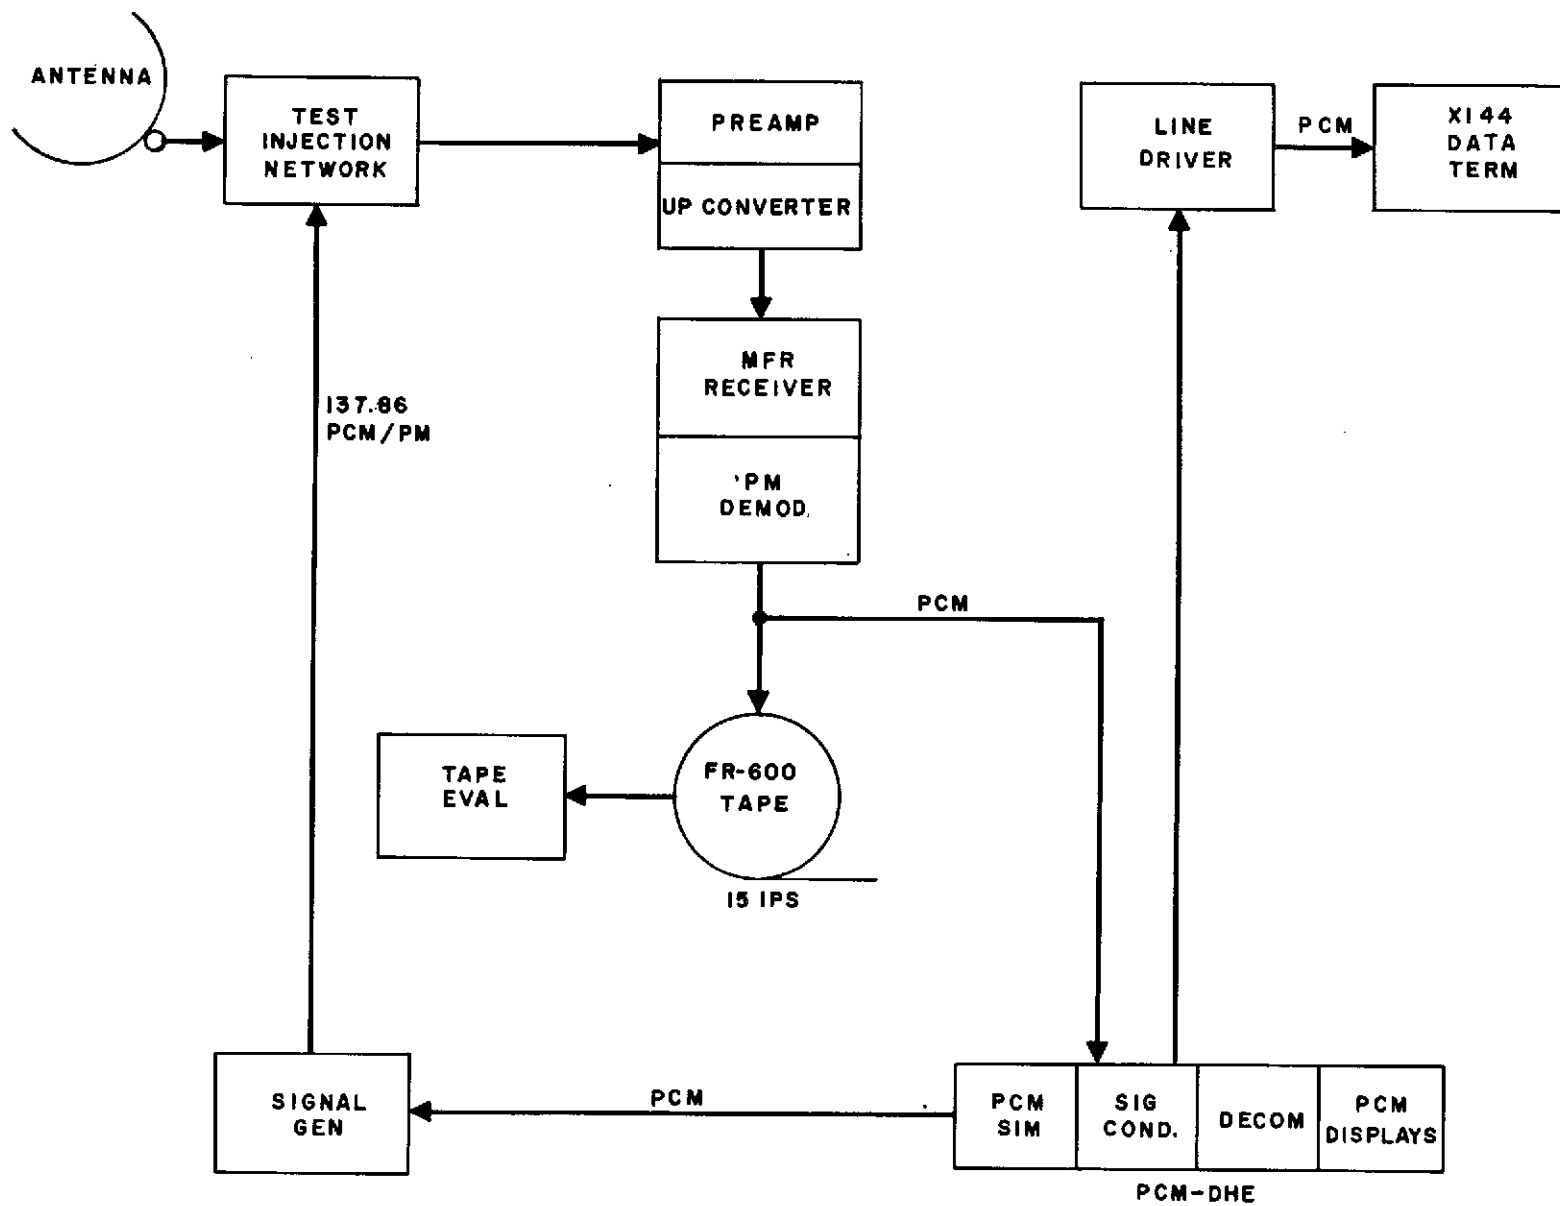 ANTENNA
TEST
INJECTION
NETWORK
PREAMP
UP CONVERTER
LINE
DRIVER
PCM
X144
DATA
TERM
MFR
RECEIVER
PM
DEMOD.
137.86
PCM/PM
PCM
TAPE
EVAL
FR-600
TAPE
15 IPS
SIGNAL
GEN
PCM
PCM
SIM
SIG
COND.
DECOM
PCM
DISPLAYS
PCM-DHE